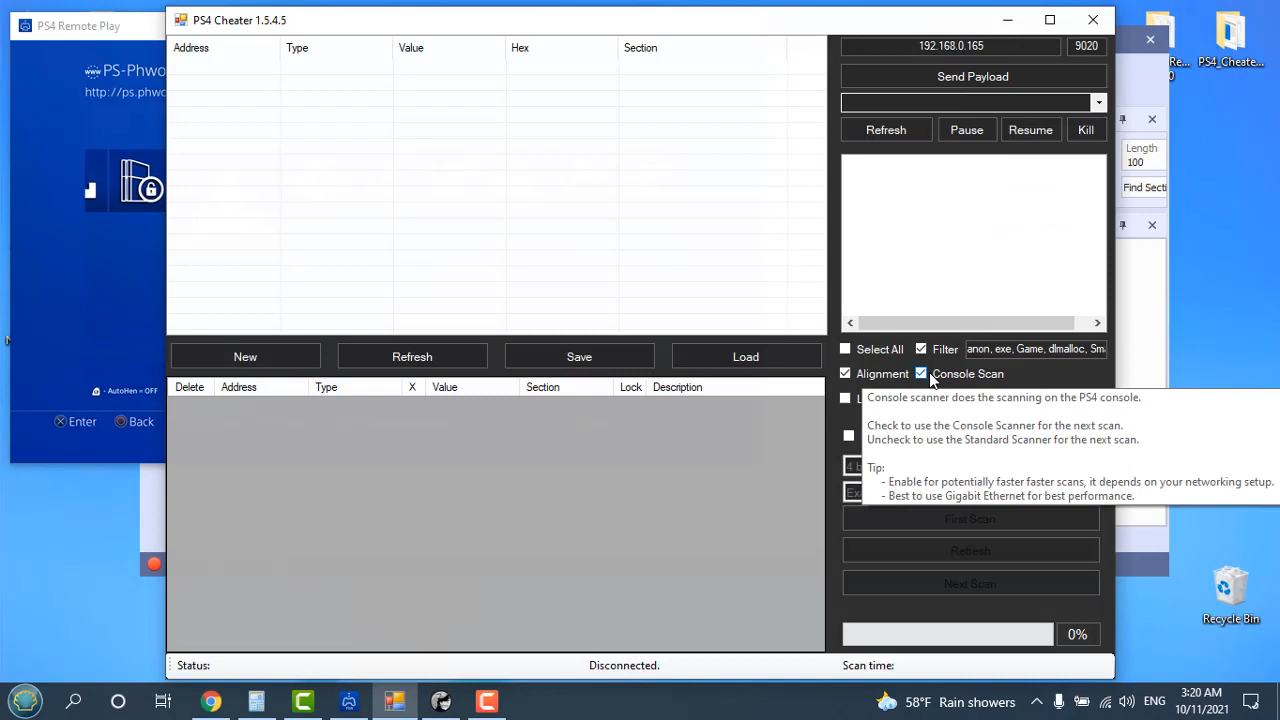 PS4 Remote Play
PS4 Cheater 1.5.4.5
PS-Phwo
http://ps.phwo
AutoHen = OFF
Enter
Back
Address Type Value Hex Section
192.168.0.165 9020
Send Payload
Refresh Pause Resume Kill
Select All Filter anon, exe, Game, dlmalloc, Sm
Alignment Console Scan
Console scanner does the scanning on the PS4 console.
Check to use the Console Scanner for the next scan.
Uncheck to use the Standard Scanner for the next scan.
Tip:
- Enable for potentially faster faster scans, it depends on your networking setup.
- Best to use Gigabit Ethernet for best performance.
First Scan
Refresh
Next Scan
0%
New Refresh Save Load
Delete Address Type X Value Section Lock Description
Status: Disconnected. Scan time:
Length
100
Find Secti
PS4_Cheate...
Recycle Bin
58°F Rain showers
ENG
3:20 AM
10/11/2021